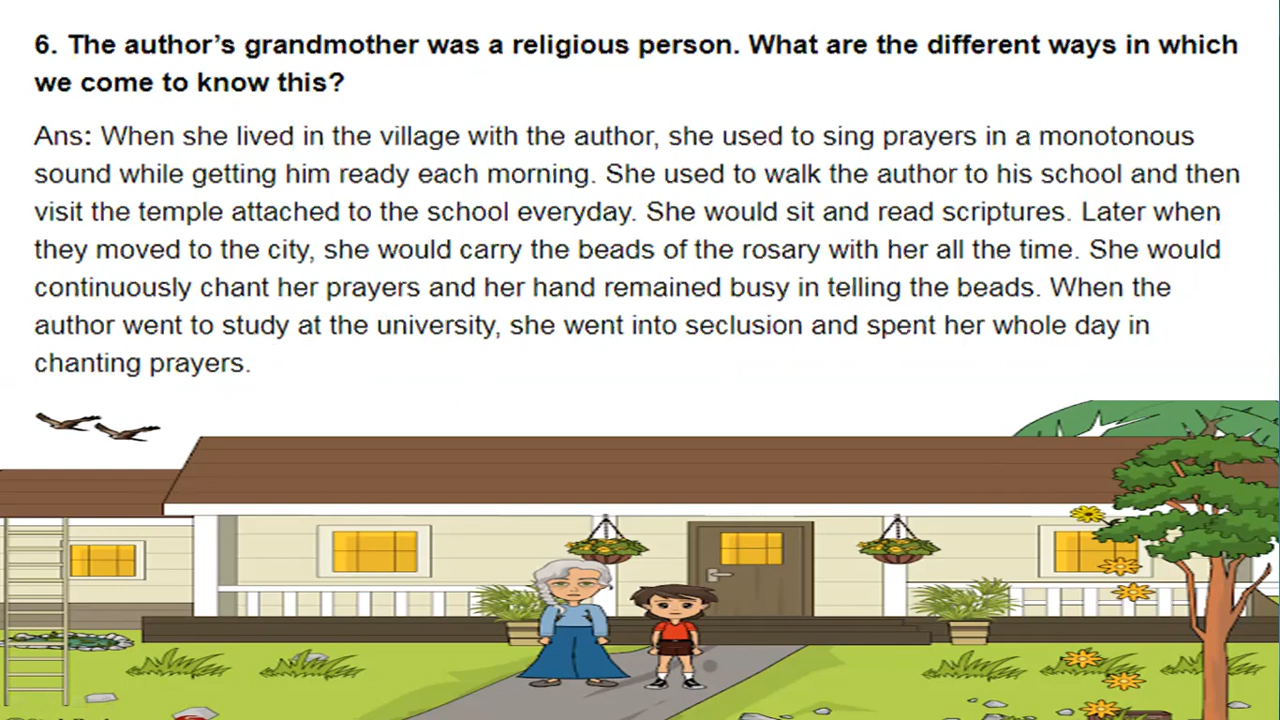 6. The author’s grandmother was a religious person. What are the different ways in which
we come to know this?
Ans: When she lived in the village with the author, she used to sing prayers in a monotonous
sound while getting him ready each morning. She used to walk the author to his school and then
visit the temple attached to the school everyday. She would sit and read scriptures. Later when
they moved to the city, she would carry the beads of the rosary with her all the time. She would
continuously chant her prayers and her hand remained busy in telling the beads. When the
author went to study at the university, she went into seclusion and spent her whole day in
chanting prayers.